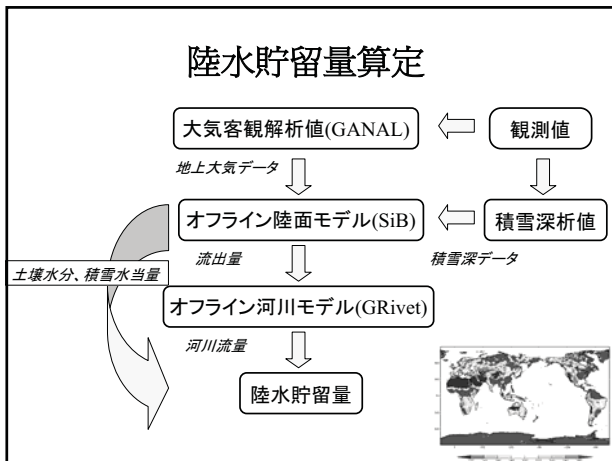 陸水貯留量算定
大気客観解析値(GANAL)
観測値
地上大気データ
オフライン陸面モデル(SiB)
積雪深析値
流出量
積雪深データ
土壌水分、積雪水当量
オフライン河川モデル(GRivet)
河川流量
陸水貯留量